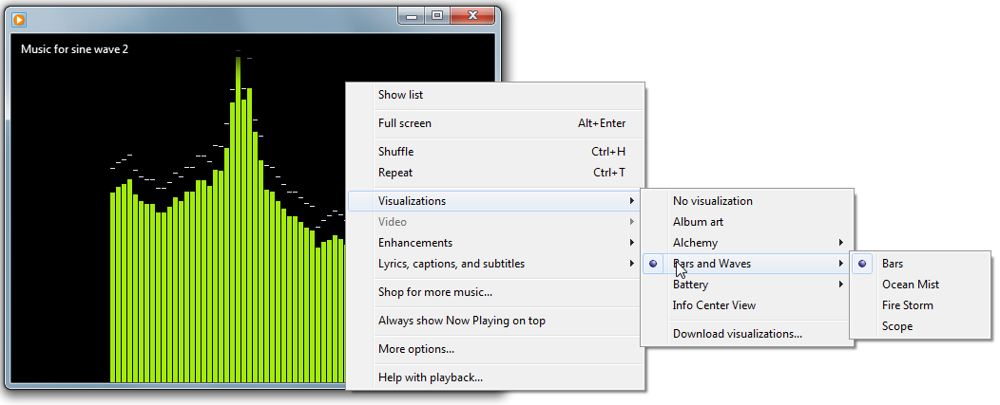 Music for sine wave 2
Show list
Full screen Alt+Enter
Shuffle Ctrl+H
Repeat Ctrl+T
Visualizations
Video
Enhancements
Lyrics, captions, and subtitles
Shop for more music...
Always show Now Playing on top
More options...
Help with playback...
No visualization
Album art
Alchemy
Bars and Waves
Battery
Info Center View
Download visualizations...
Bars
Ocean Mist
Fire Storm
Scope